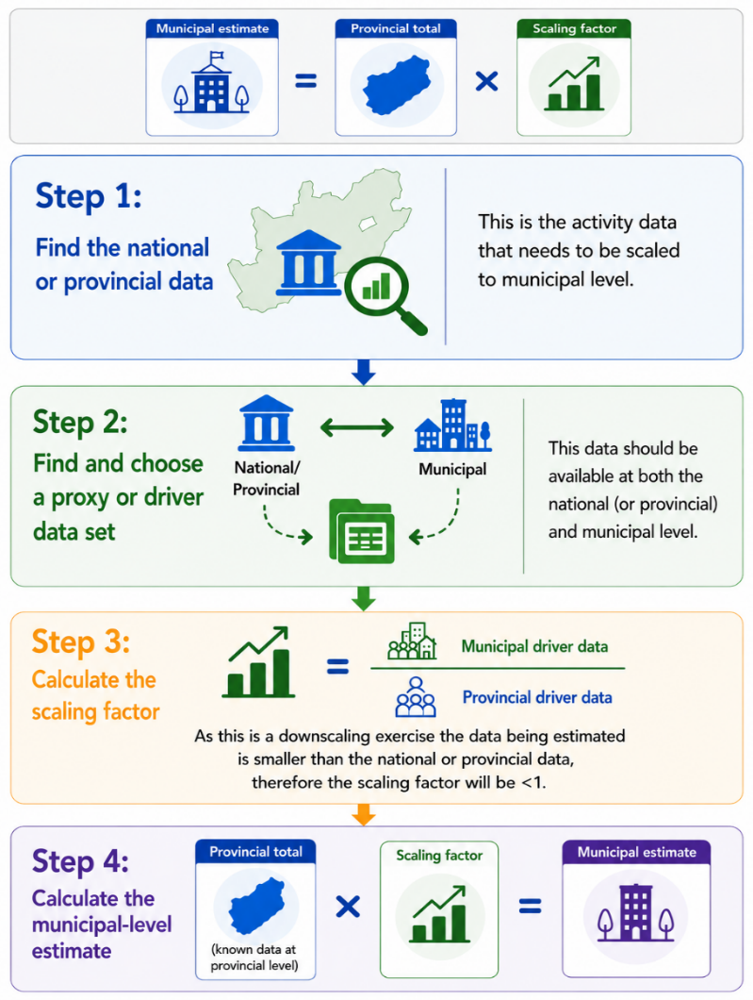 Municipal estimate
=
Provincial total
×
Scaling factor
Step 1:
Find the national
or provincial data
This is the activity data
that needs to be scaled
to municipal level.
Step 2:
Find and choose
a proxy or driver
data set
National/
Provincial
Municipal
This data should be
available at both the
national (or provincial)
and municipal level.
Step 3:
Calculate the
scaling factor
=
Municipal driver data
Provincial driver data
As this is a downscaling exercise the data being estimated
is smaller than the national or provincial data,
therefore the scaling factor will be <1.
Step 4:
Calculate the
municipal-level
estimate
Provincial total
(known data at
provincial level)
×
Scaling factor
=
Municipal estimate